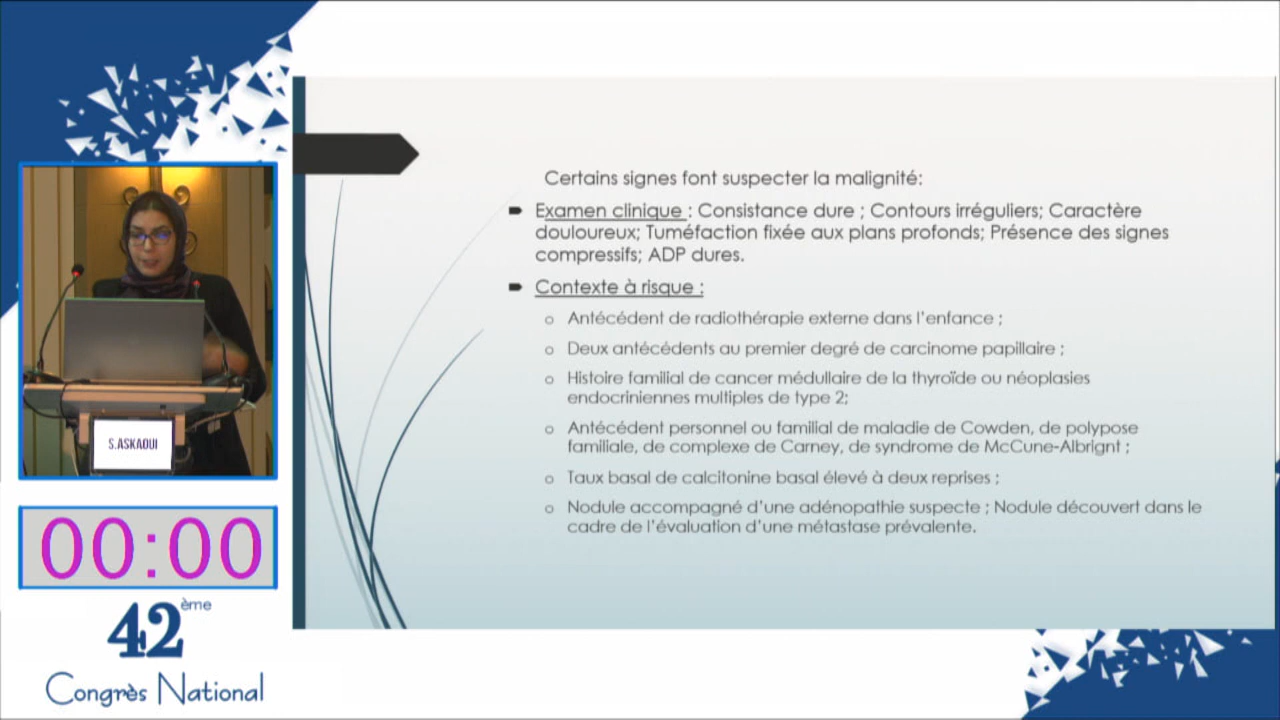 Certains signes font suspecter la malignité:
Examen clinique : Consistance dure ; Contours irréguliers; Caractère
douloureux; Tuméfaction fixée aux plans profonds; Présence des signes
compressifs; ADP dures.
Contexte à risque :
Antécédent de radiothérapie externe dans l'enfance ;
Deux antécédents au premier degré de carcinome papillaire ;
Histoire familial de cancer médullaire de la thyroïde ou néoplasies
endocriniennes multiples de type 2;
Antécédent personnel ou familial de maladie de Cowden, de polypose
familiale, de complexe de Carney, de syndrome de McCune-Albrignt ;
Taux basal de calcitonine basal élevé à deux reprises ;
Nodule accompagné d'une adénopathie suspecte ; Nodule découvert dans le
cadre de l'évaluation d'une métastase prévalente.
S.ASKAOUI
00:00
42ème
Congrès National